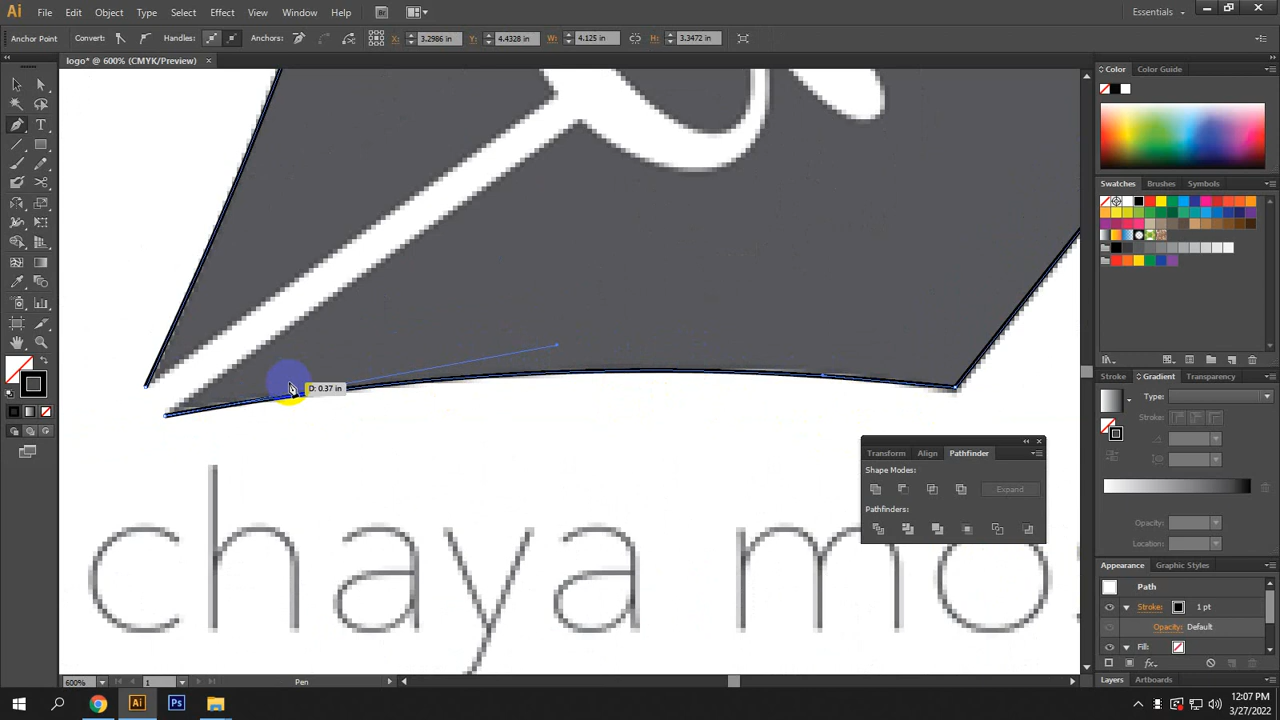 Ai File Edit Object Type Select Effect View Window Help Br Essentials
Anchor Point Convert: Handles: Anchors: X: 3.2986 in Y: 4.4328 in W: 4.125 in H: 3.3472 in
logo* @ 600% (CMYK/Preview) ×
Color Color Guide
Swatches Brushes Symbols
D: 0.37 in
Stroke Gradient Transparency
Type:
Stroke:
Transform Align Pathfinder
Shape Modes:
Expand
Pathfinders:
Opacity:
Location:
chaya mo
Appearance Graphic Styles
Path
Stroke: 1 pt
Opacity: Default
Fill:
fx
Layers Artboards
600% 1 Pen
Ai Ps
12:07 PM
3/27/2022